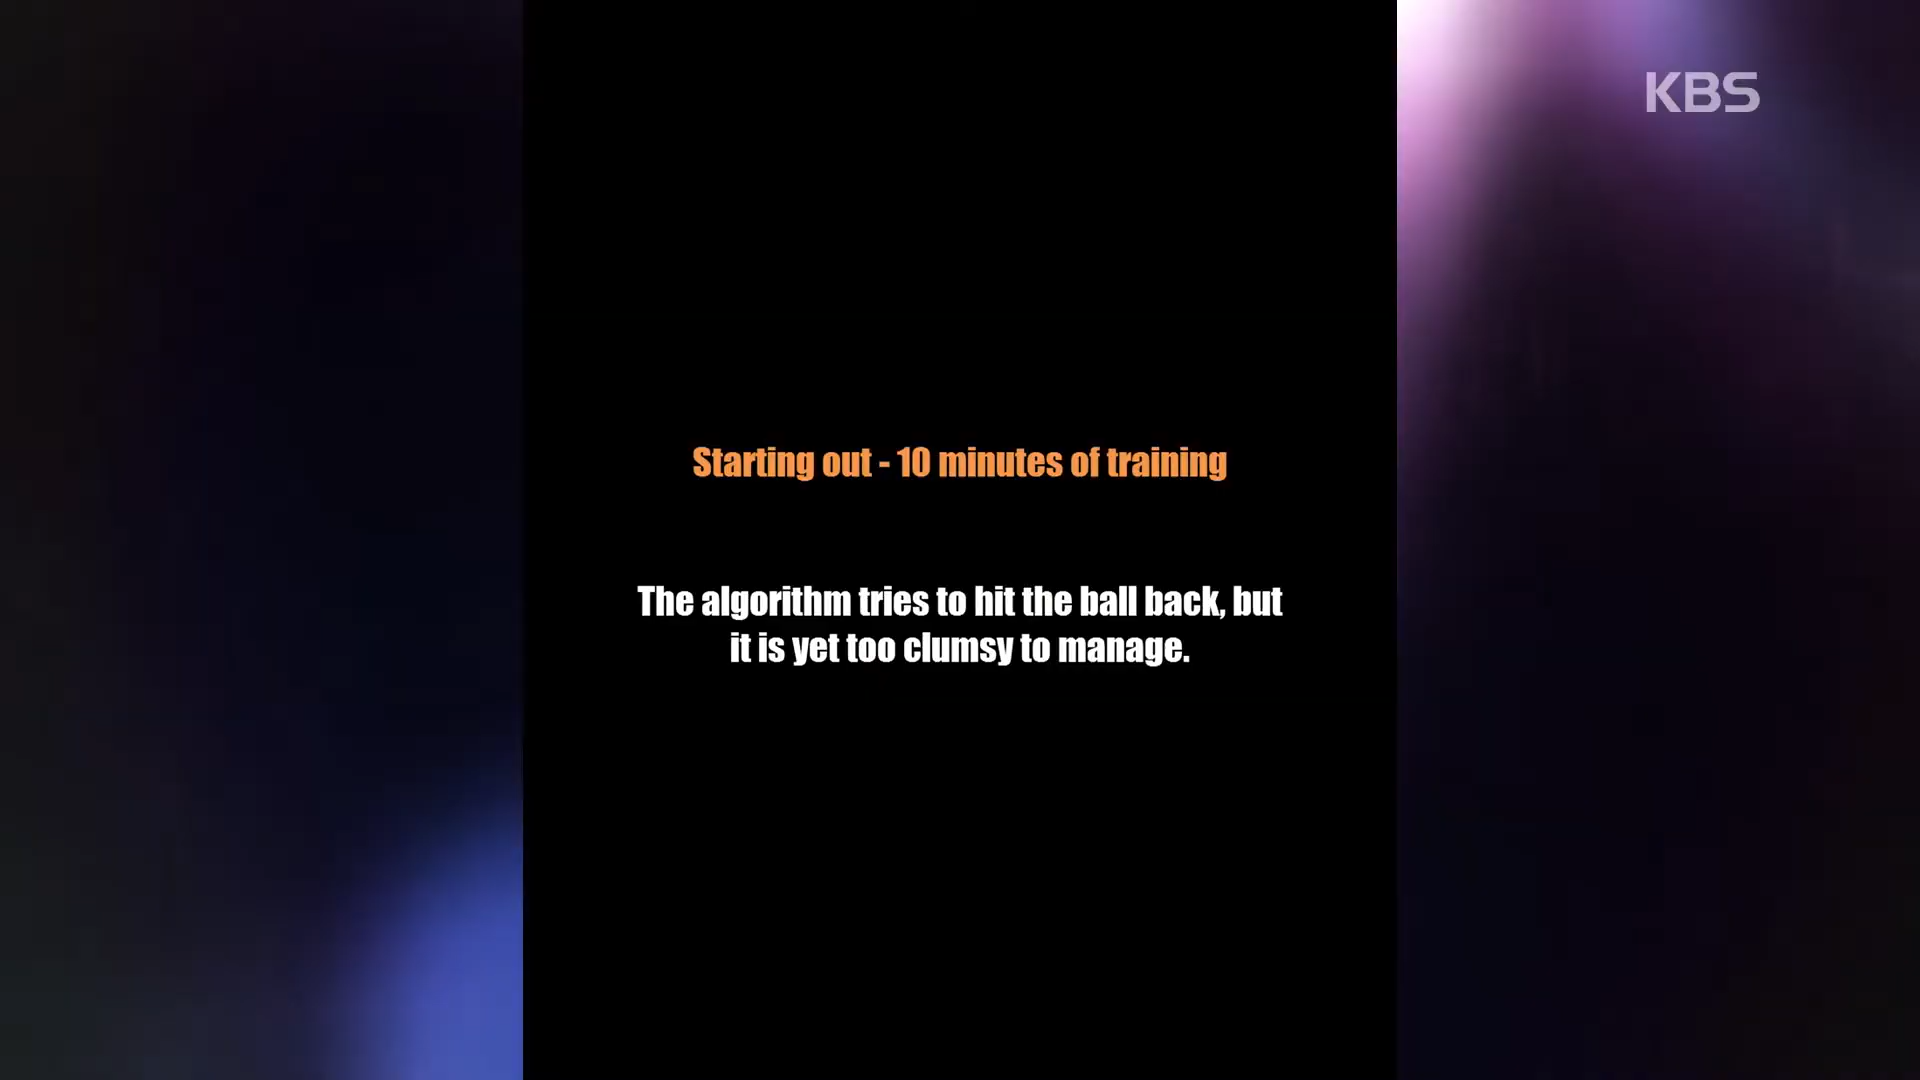 KBS
Starting out - 10 minutes of training
The algorithm tries to hit the ball back, but
it is yet too clumsy to manage.